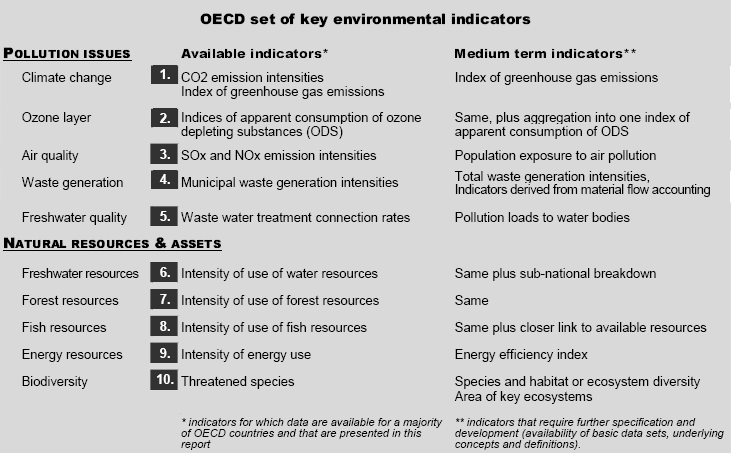 OECD set of key environmental indicators
POLLUTION ISSUES Available indicators* Medium term indicators**
Climate change 1. CO2 emission intensities Index of greenhouse gas emissions
Index of greenhouse gas emissions
Ozone layer 2. Indices of apparent consumption of ozone Same, plus aggregation into one index of
depleting substances (ODS) apparent consumption of ODS
Air quality 3. SOx and NOx emission intensities Population exposure to air pollution
Waste generation 4. Municipal waste generation intensities Total waste generation intensities,
Indicators derived from material flow accounting
Freshwater quality 5. Waste water treatment connection rates Pollution loads to water bodies
NATURAL RESOURCES & ASSETS
Freshwater resources 6. Intensity of use of water resources Same plus sub-national breakdown
Forest resources 7. Intensity of use of forest resources Same
Fish resources 8. Intensity of use of fish resources Same plus closer link to available resources
Energy resources 9. Intensity of energy use Energy efficiency index
Biodiversity 10. Threatened species Species and habitat or ecosystem diversity
Area of key ecosystems
* indicators for which data are available for a majority
of OECD countries and that are presented in this
report
** indicators that require further specification and
development (availability of basic data sets, underlying
concepts and definitions).